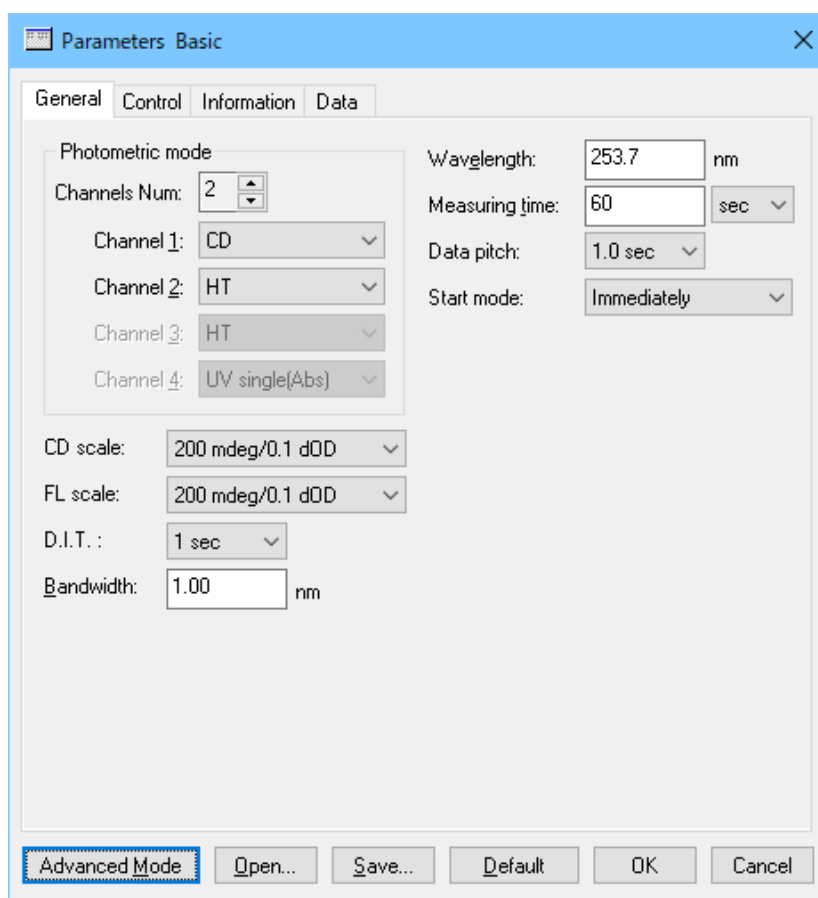 Parameters Basic
General Control Information Data
Photometric mode
Channels Num: 2
Channel 1: CD
Channel 2: HT
Channel 3: HT
Channel 4: UV single(Abs)
CD scale: 200 mdeg/0.1 dOD
FL scale: 200 mdeg/0.1 dOD
D.I.T. : 1 sec
Bandwidth: 1.00 nm
Wavelength: 253.7 nm
Measuring time: 60 sec
Data pitch: 1.0 sec
Start mode: Immediately
Advanced Mode Open... Save... Default OK Cancel